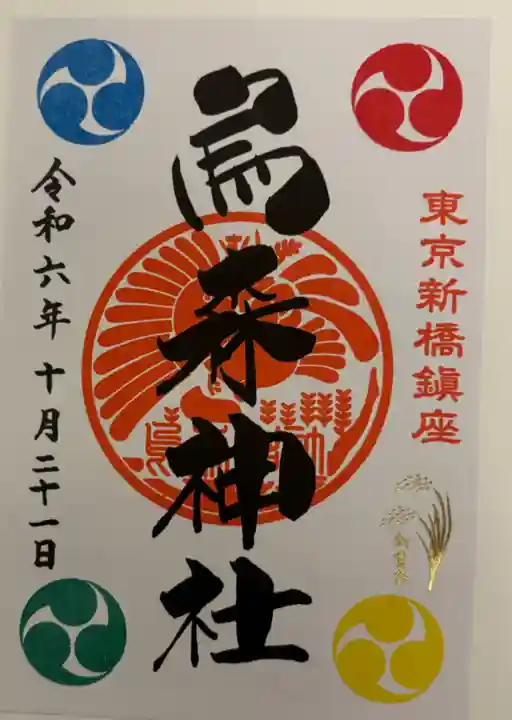 東京新橋鎮座
烏森神社
令和六年十月二十一日